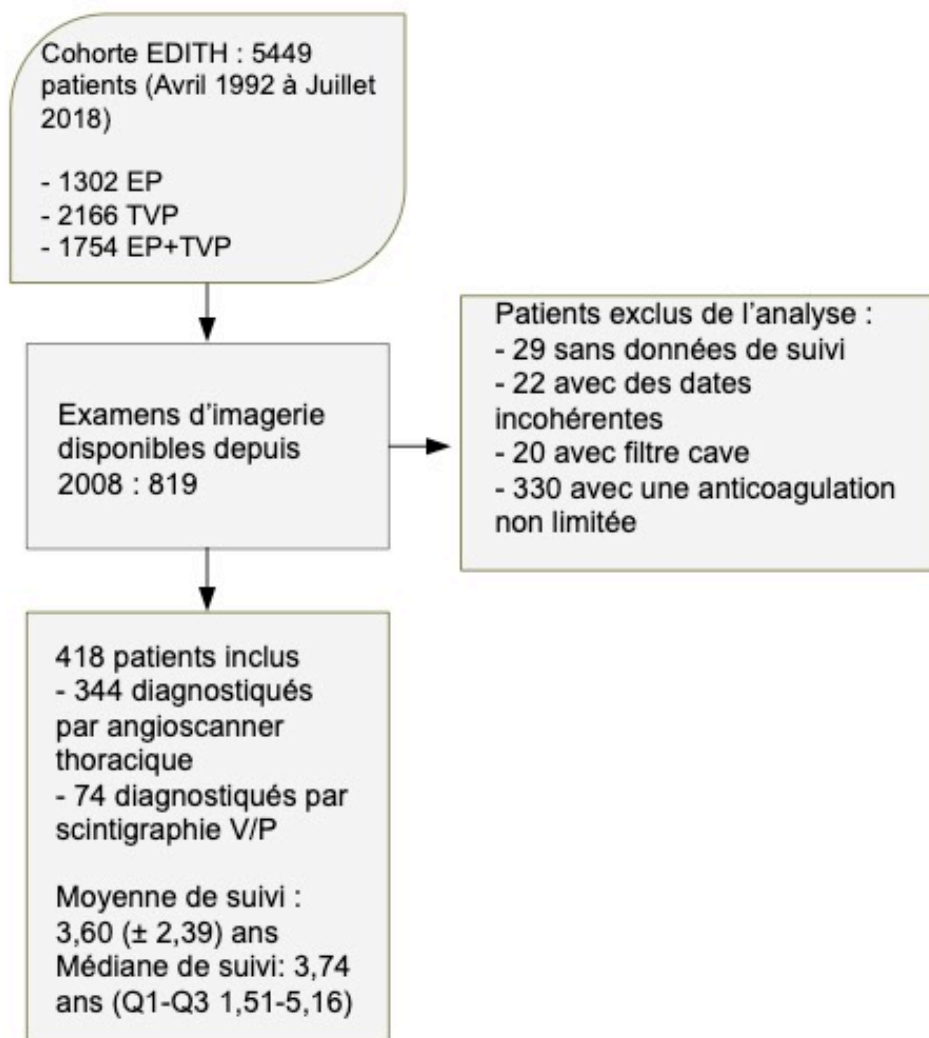 Cohorte EDITH : 5449
patients (Avril 1992 à Juillet
2018)
- 1302 EP
- 2166 TVP
- 1754 EP+TVP
Examens d’imagerie
disponibles depuis
2008 : 819
Patients exclus de l’analyse :
- 29 sans données de suivi
- 22 avec des dates
incohérentes
- 20 avec filtre cave
- 330 avec une anticoagulation
non limitée
418 patients inclus
- 344 diagnostiqués
par angioscanner
thoracique
- 74 diagnostiqués par
scintigraphie V/P
Moyenne de suivi :
3,60 (± 2,39) ans
Médiane de suivi: 3,74
ans (Q1-Q3 1,51-5,16)